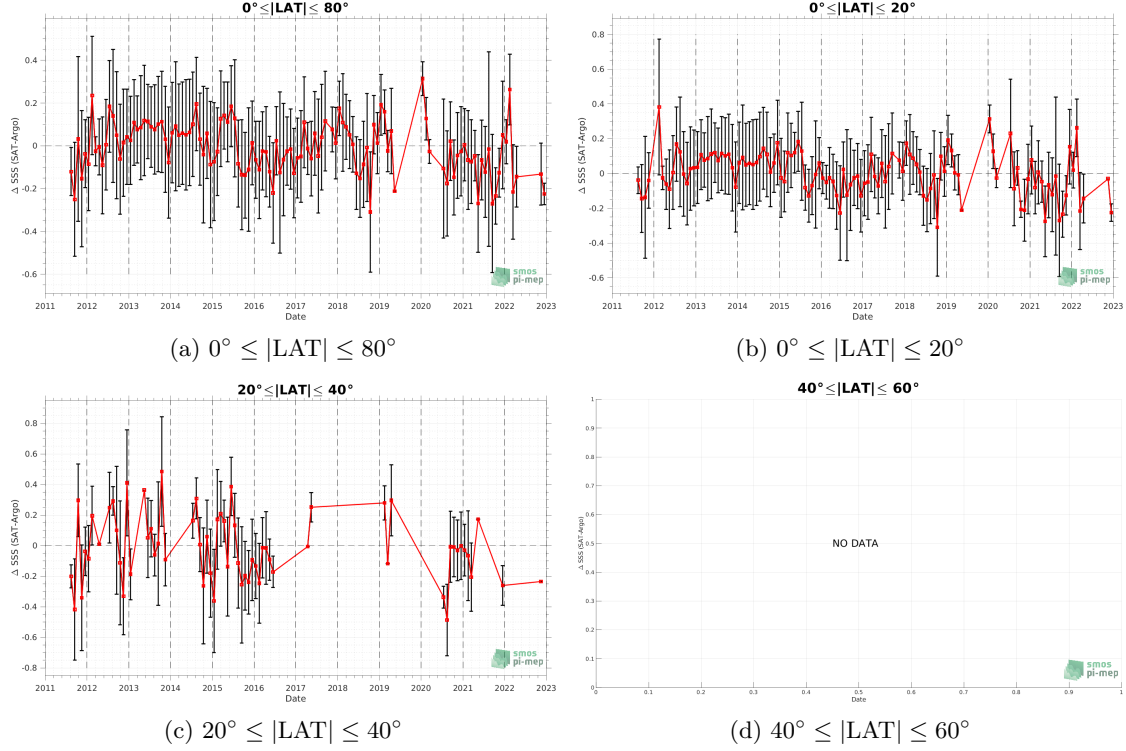 0°≤|LAT|≤ 80°
Δ SSS (SAT-Argo)
0.4
0.2
0
-0.2
-0.4
-0.6
smos
pi-mep
2011 2012 2013 2014 2015 2016 2017 2018 2019 2020 2021 2022 2023
Date
(a) 0° ≤ |LAT| ≤ 80°
0°≤|LAT|≤ 20°
Δ SSS (SAT-Argo)
0.8
0.6
0.4
0.2
0
-0.2
-0.4
-0.6
smos
pi-mep
2011 2012 2013 2014 2015 2016 2017 2018 2019 2020 2021 2022 2023
Date
(b) 0° ≤ |LAT| ≤ 20°
20°≤|LAT|≤ 40°
Δ SSS (SAT-Argo)
0.8
0.6
0.4
0.2
0
-0.2
-0.4
-0.6
-0.8
smos
pi-mep
2011 2012 2013 2014 2015 2016 2017 2018 2019 2020 2021 2022 2023
Date
(c) 20° ≤ |LAT| ≤ 40°
40°≤|LAT|≤ 60°
Δ SSS (SAT-Argo)
1
0.9
0.8
0.7
0.6
0.5
0.4
0.3
0.2
0.1
0
NO DATA
smos
pi-mep
0 0.1 0.2 0.3 0.4 0.5 0.6 0.7 0.8 0.9 1
Date
(d) 40° ≤ |LAT| ≤ 60°